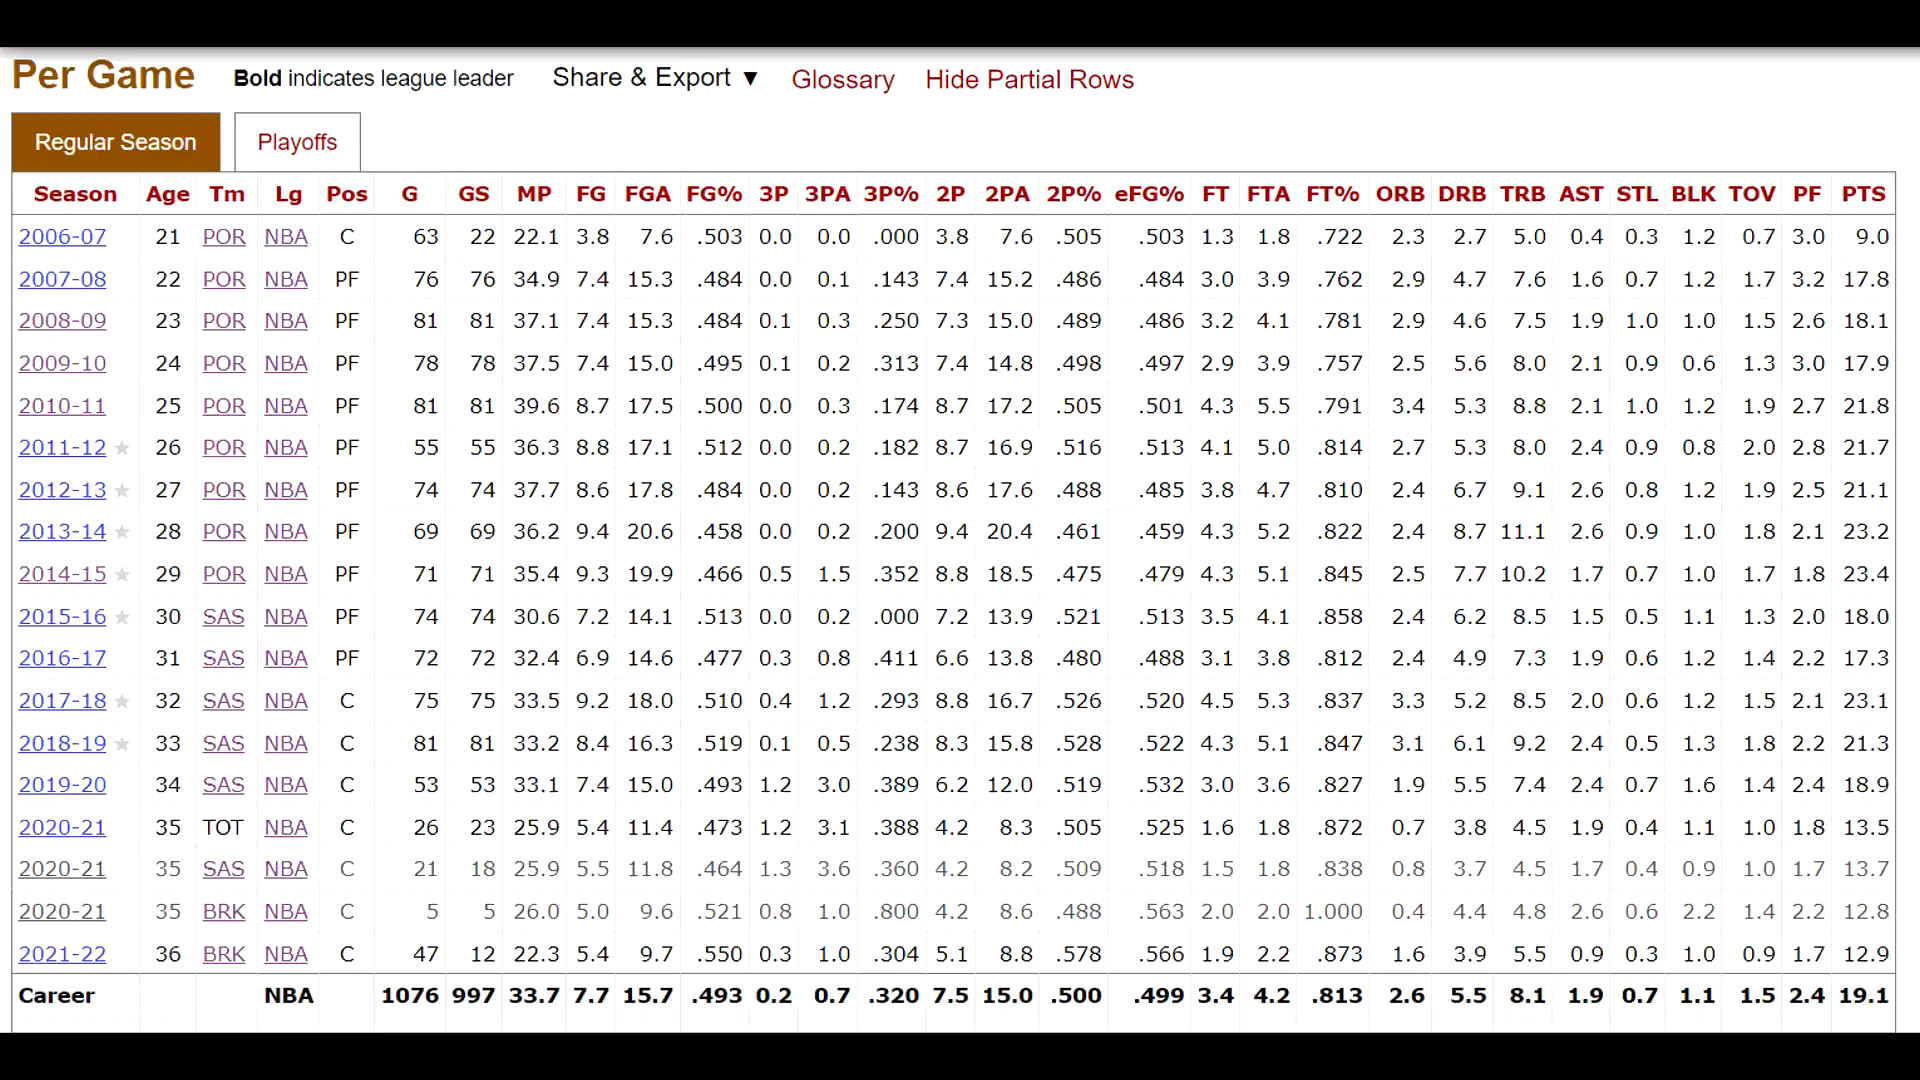 Per Game Bold indicates league leader Share & Export ▼ Glossary Hide Partial Rows
Regular Season Playoffs
Season Age Tm Lg Pos G GS MP FG FGA FG% 3P 3PA 3P% 2P 2PA 2P% eFG% FT FTA FT% ORB DRB TRB AST STL BLK TOV PF PTS
2006-07 21 POR NBA C 63 22 22.1 3.8 7.6 .503 0.0 0.0 .000 3.8 7.6 .505 .503 1.3 1.8 .722 2.3 2.7 5.0 0.4 0.3 1.2 0.7 3.0 9.0
2007-08 22 POR NBA PF 76 76 34.9 7.4 15.3 .484 0.0 0.1 .143 7.4 15.2 .486 .484 3.0 3.9 .762 2.9 4.7 7.6 1.6 0.7 1.2 1.7 3.2 17.8
2008-09 23 POR NBA PF 81 81 37.1 7.4 15.3 .484 0.1 0.3 .250 7.3 15.0 .489 .486 3.2 4.1 .781 2.9 4.6 7.5 1.9 1.0 1.0 1.5 2.6 18.1
2009-10 24 POR NBA PF 78 78 37.5 7.4 15.0 .495 0.1 0.2 .313 7.4 14.8 .498 .497 2.9 3.9 .757 2.5 5.6 8.0 2.1 0.9 0.6 1.3 3.0 17.9
2010-11 25 POR NBA PF 81 81 39.6 8.7 17.5 .500 0.0 0.3 .174 8.7 17.2 .505 .501 4.3 5.5 .791 3.4 5.3 8.8 2.1 1.0 1.2 1.9 2.7 21.8
2011-12 ★ 26 POR NBA PF 55 55 36.3 8.8 17.1 .512 0.0 0.2 .182 8.7 16.9 .516 .513 4.1 5.0 .814 2.7 5.3 8.0 2.4 0.9 0.8 2.0 2.8 21.7
2012-13 ★ 27 POR NBA PF 74 74 37.7 8.6 17.8 .484 0.0 0.2 .143 8.6 17.6 .488 .485 3.8 4.7 .810 2.4 6.7 9.1 2.6 0.8 1.2 1.9 2.5 21.1
2013-14 ★ 28 POR NBA PF 69 69 36.2 9.4 20.6 .458 0.0 0.2 .200 9.4 20.4 .461 .459 4.3 5.2 .822 2.4 8.7 11.1 2.6 0.9 1.0 1.8 2.1 23.2
2014-15 ★ 29 POR NBA PF 71 71 35.4 9.3 19.9 .466 0.5 1.5 .352 8.8 18.5 .475 .479 4.3 5.1 .845 2.5 7.7 10.2 1.7 0.7 1.0 1.7 1.8 23.4
2015-16 ★ 30 SAS NBA PF 74 74 30.6 7.2 14.1 .513 0.0 0.2 .000 7.2 13.9 .521 .513 3.5 4.1 .858 2.4 6.2 8.5 1.5 0.5 1.1 1.3 2.0 18.0
2016-17 31 SAS NBA PF 72 72 32.4 6.9 14.6 .477 0.3 0.8 .411 6.6 13.8 .480 .488 3.1 3.8 .812 2.4 4.9 7.3 1.9 0.6 1.2 1.4 2.2 17.3
2017-18 ★ 32 SAS NBA C 75 75 33.5 9.2 18.0 .510 0.4 1.2 .293 8.8 16.7 .526 .520 4.5 5.3 .837 3.3 5.2 8.5 2.0 0.6 1.2 1.5 2.1 23.1
2018-19 ★ 33 SAS NBA C 81 81 33.2 8.4 16.3 .519 0.1 0.5 .238 8.3 15.8 .528 .522 4.3 5.1 .847 3.1 6.1 9.2 2.4 0.5 1.3 1.8 2.2 21.3
2019-20 34 SAS NBA C 53 53 33.1 7.4 15.0 .493 1.2 3.0 .389 6.2 12.0 .519 .532 3.0 3.6 .827 1.9 5.5 7.4 2.4 0.7 1.6 1.4 2.4 18.9
2020-21 35 TOT NBA C 26 23 25.9 5.4 11.4 .473 1.2 3.1 .388 4.2 8.3 .505 .525 1.6 1.8 .872 0.7 3.8 4.5 1.9 0.4 1.1 1.0 1.8 13.5
2020-21 35 SAS NBA C 21 18 25.9 5.5 11.8 .464 1.3 3.6 .360 4.2 8.2 .509 .518 1.5 1.8 .838 0.8 3.7 4.5 1.7 0.4 0.9 1.0 1.7 13.7
2020-21 35 BRK NBA C 5 5 26.0 5.0 9.6 .521 0.8 1.0 .800 4.2 8.6 .488 .563 2.0 2.0 1.000 0.4 4.4 4.8 2.6 0.6 2.2 1.4 2.2 12.8
2021-22 36 BRK NBA C 47 12 22.3 5.4 9.7 .550 0.3 1.0 .304 5.1 8.8 .578 .566 1.9 2.2 .873 1.6 3.9 5.5 0.9 0.3 1.0 0.9 1.7 12.9
Career NBA 1076 997 33.7 7.7 15.7 .493 0.2 0.7 .320 7.5 15.0 .500 .499 3.4 4.2 .813 2.6 5.5 8.1 1.9 0.7 1.1 1.5 2.4 19.1